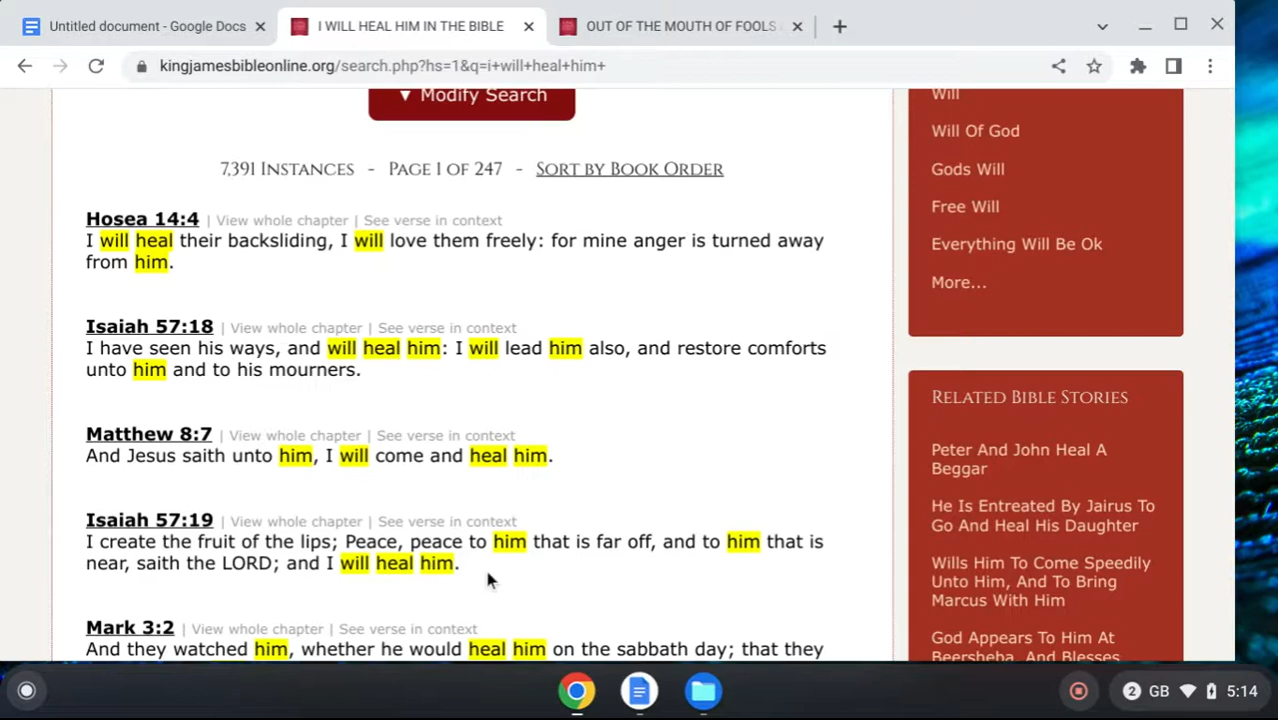 Untitled document - Google Docs
I WILL HEAL HIM IN THE BIBLE
OUT OF THE MOUTH OF FOOLS
kingjamesbibleonline.org/search.php?hs=1&q=i+will+heal+him+
▼ Modify Search
7,391 Instances - Page 1 of 247 - Sort by Book Order
Hosea 14:4 | View whole chapter | See verse in context
I will heal their backsliding, I will love them freely: for mine anger is turned away
from him.
Isaiah 57:18 | View whole chapter | See verse in context
I have seen his ways, and will heal him: I will lead him also, and restore comforts
unto him and to his mourners.
Matthew 8:7 | View whole chapter | See verse in context
And Jesus saith unto him, I will come and heal him.
Isaiah 57:19 | View whole chapter | See verse in context
I create the fruit of the lips; Peace, peace to him that is far off, and to him that is
near, saith the LORD; and I will heal him.
Mark 3:2 | View whole chapter | See verse in context
And they watched him, whether he would heal him on the sabbath day; that they
Will
Will Of God
Gods Will
Free Will
Everything Will Be Ok
More...
Related Bible Stories
Peter And John Heal A
Beggar
He Is Entreated By Jairus To
Go And Heal His Daughter
Wills Him To Come Speedily
Unto Him, And To Bring
Marcus With Him
God Appears To Him At
Beersheba, And Blesses
2 GB 5:14